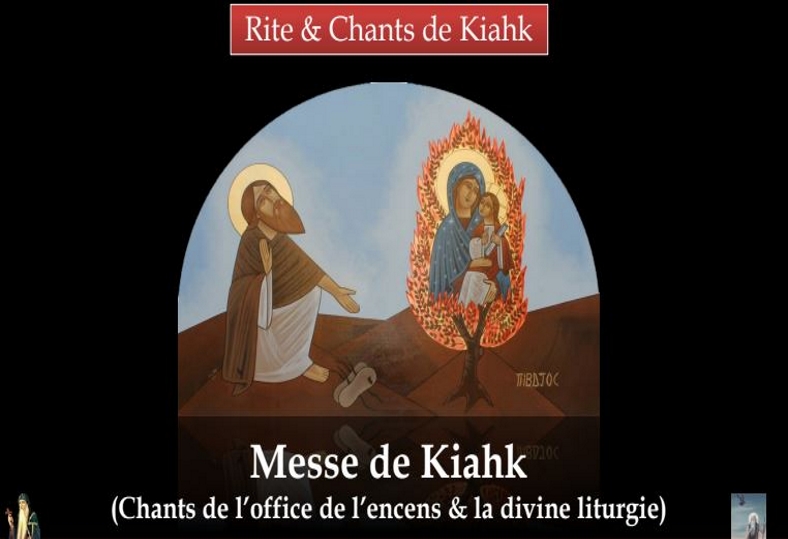 Rite & Chants de Kiahk
ⲠⲒⲂⲀⲦⲞⲤ
Messe de Kiahk
(Chants de l’office de l’encens & la divine liturgie)